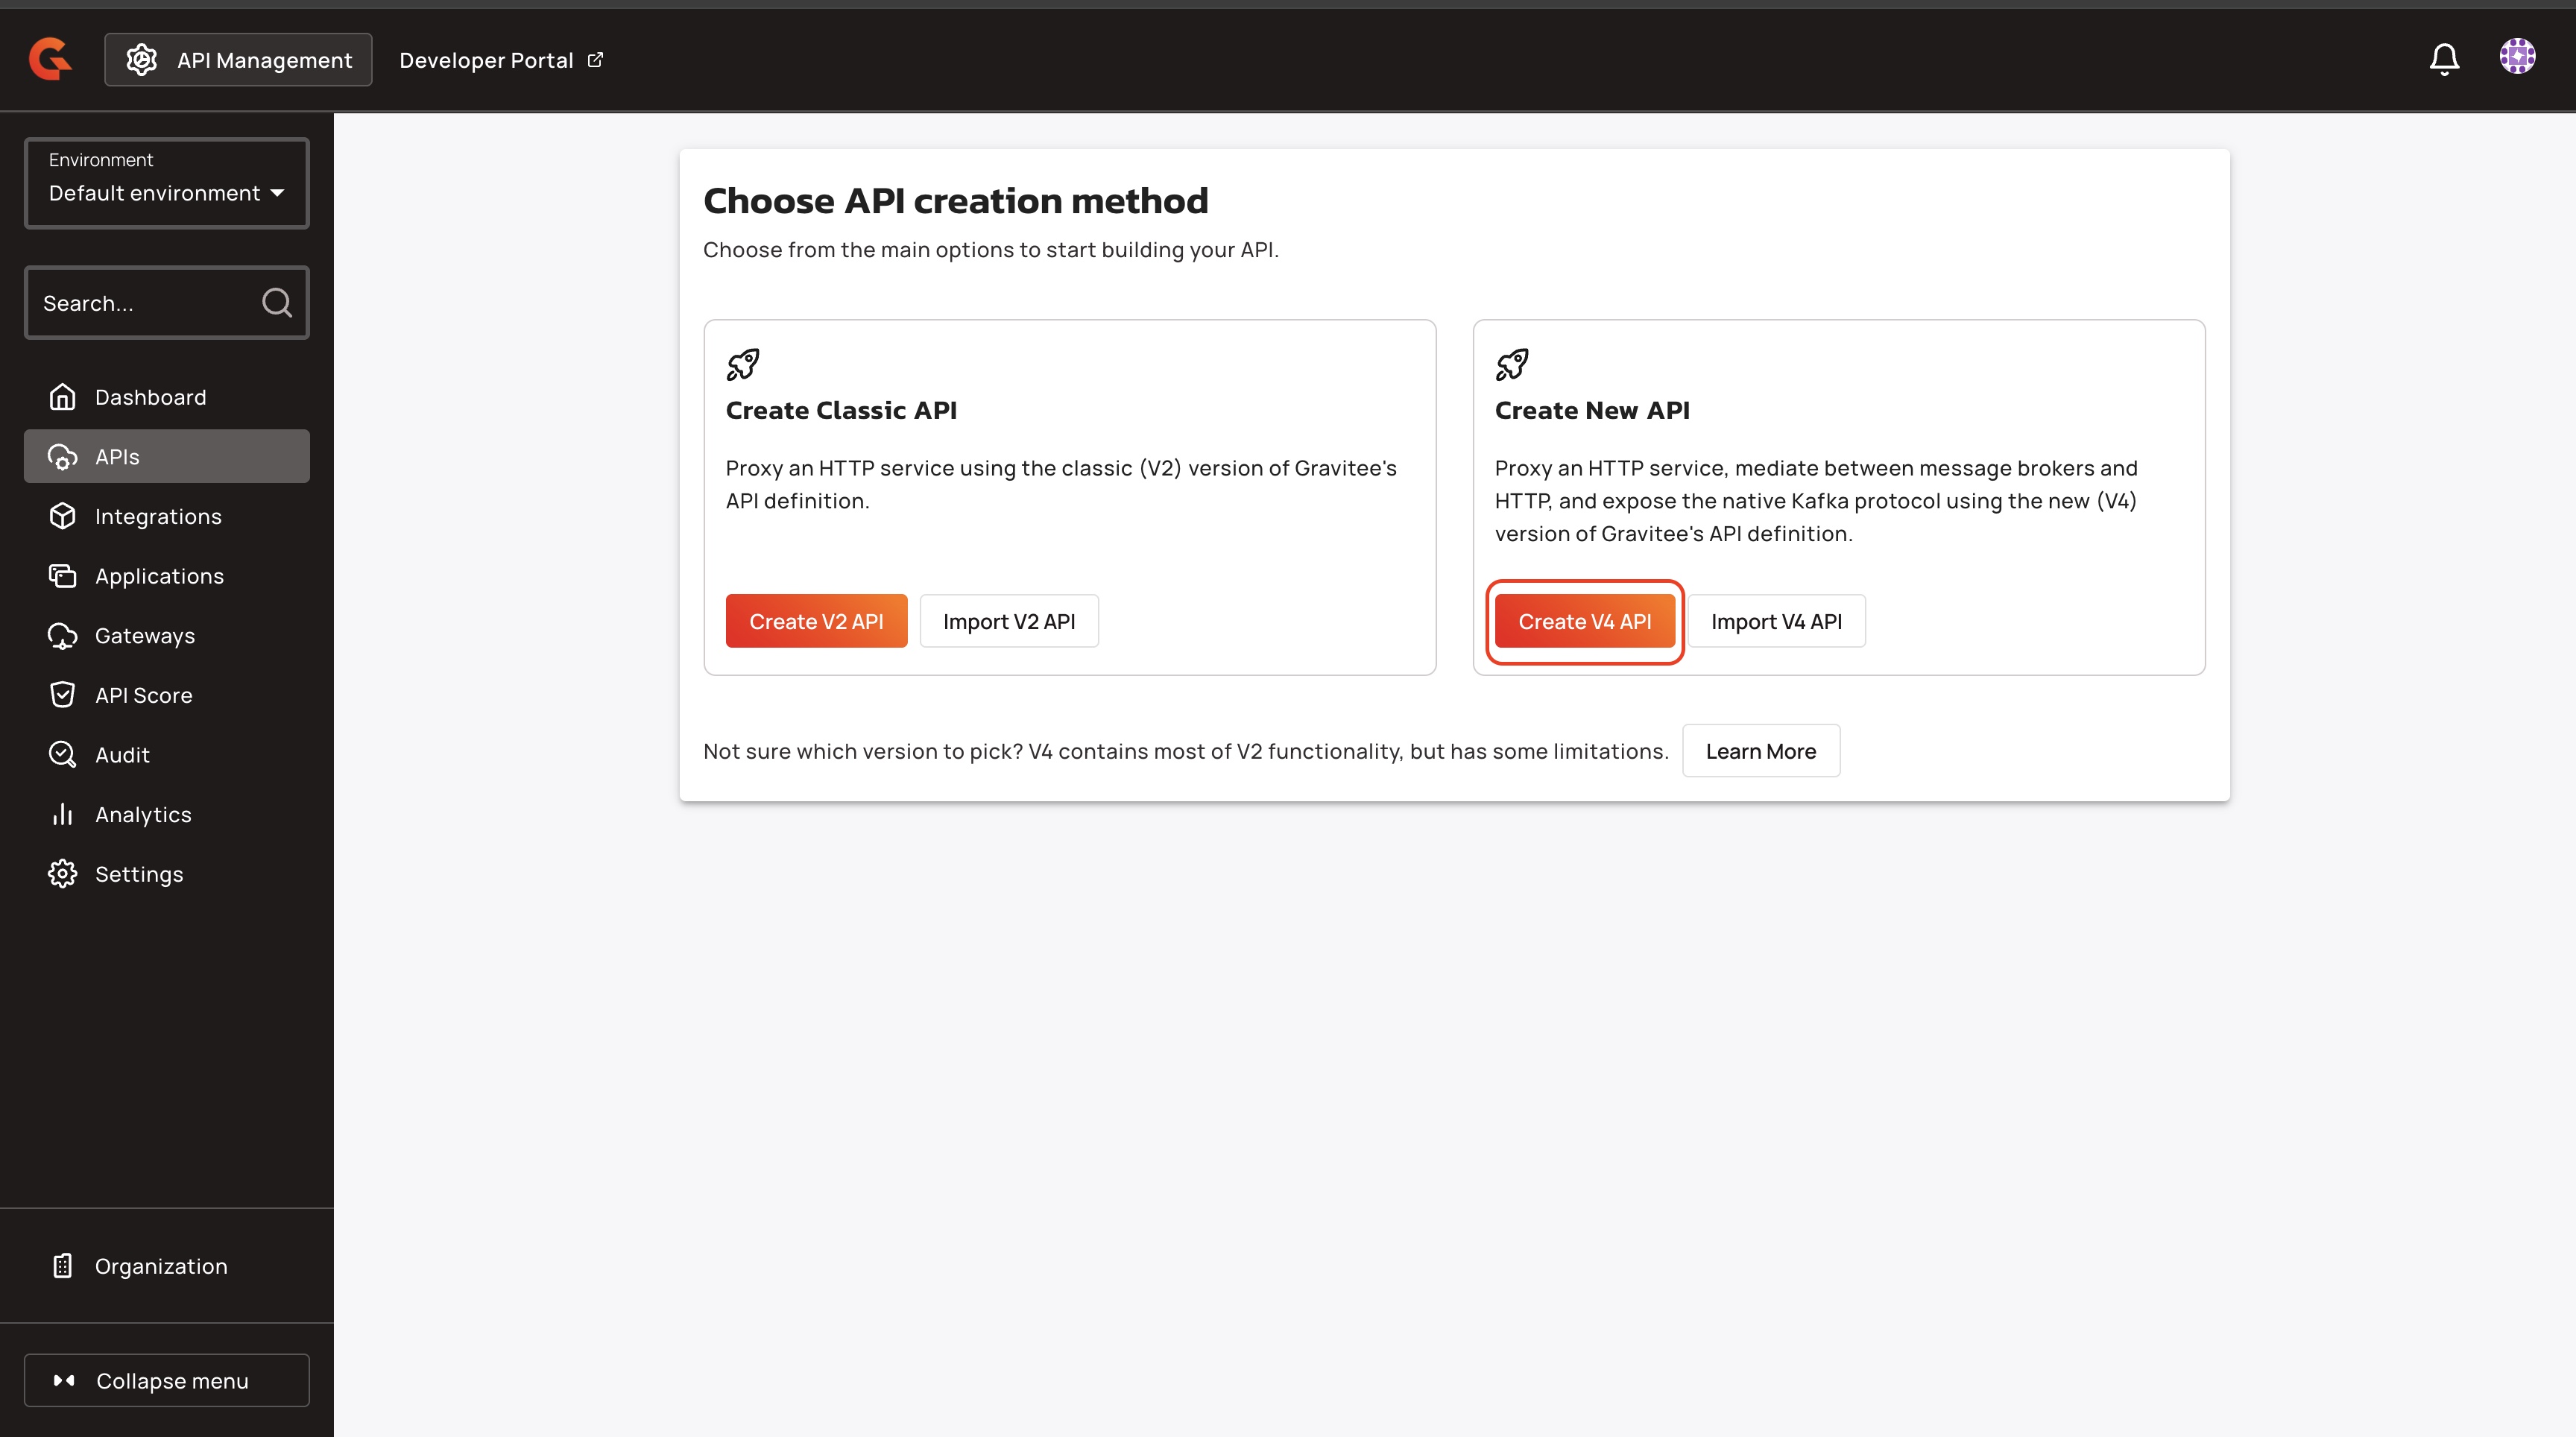 API Management
Developer Portal
Environment
Default environment
Search...
Dashboard
APIs
Integrations
Applications
Gateways
API Score
Audit
Analytics
Settings
Organization
Collapse menu
Choose API creation method
Choose from the main options to start building your API.
Create Classic API
Proxy an HTTP service using the classic (V2) version of Gravitee's
API definition.
Create V2 API
Import V2 API
Create New API
Proxy an HTTP service, mediate between message brokers and
HTTP, and expose the native Kafka protocol using the new (V4)
version of Gravitee's API definition.
Create V4 API
Import V4 API
Not sure which version to pick? V4 contains most of V2 functionality, but has some limitations.
Learn More